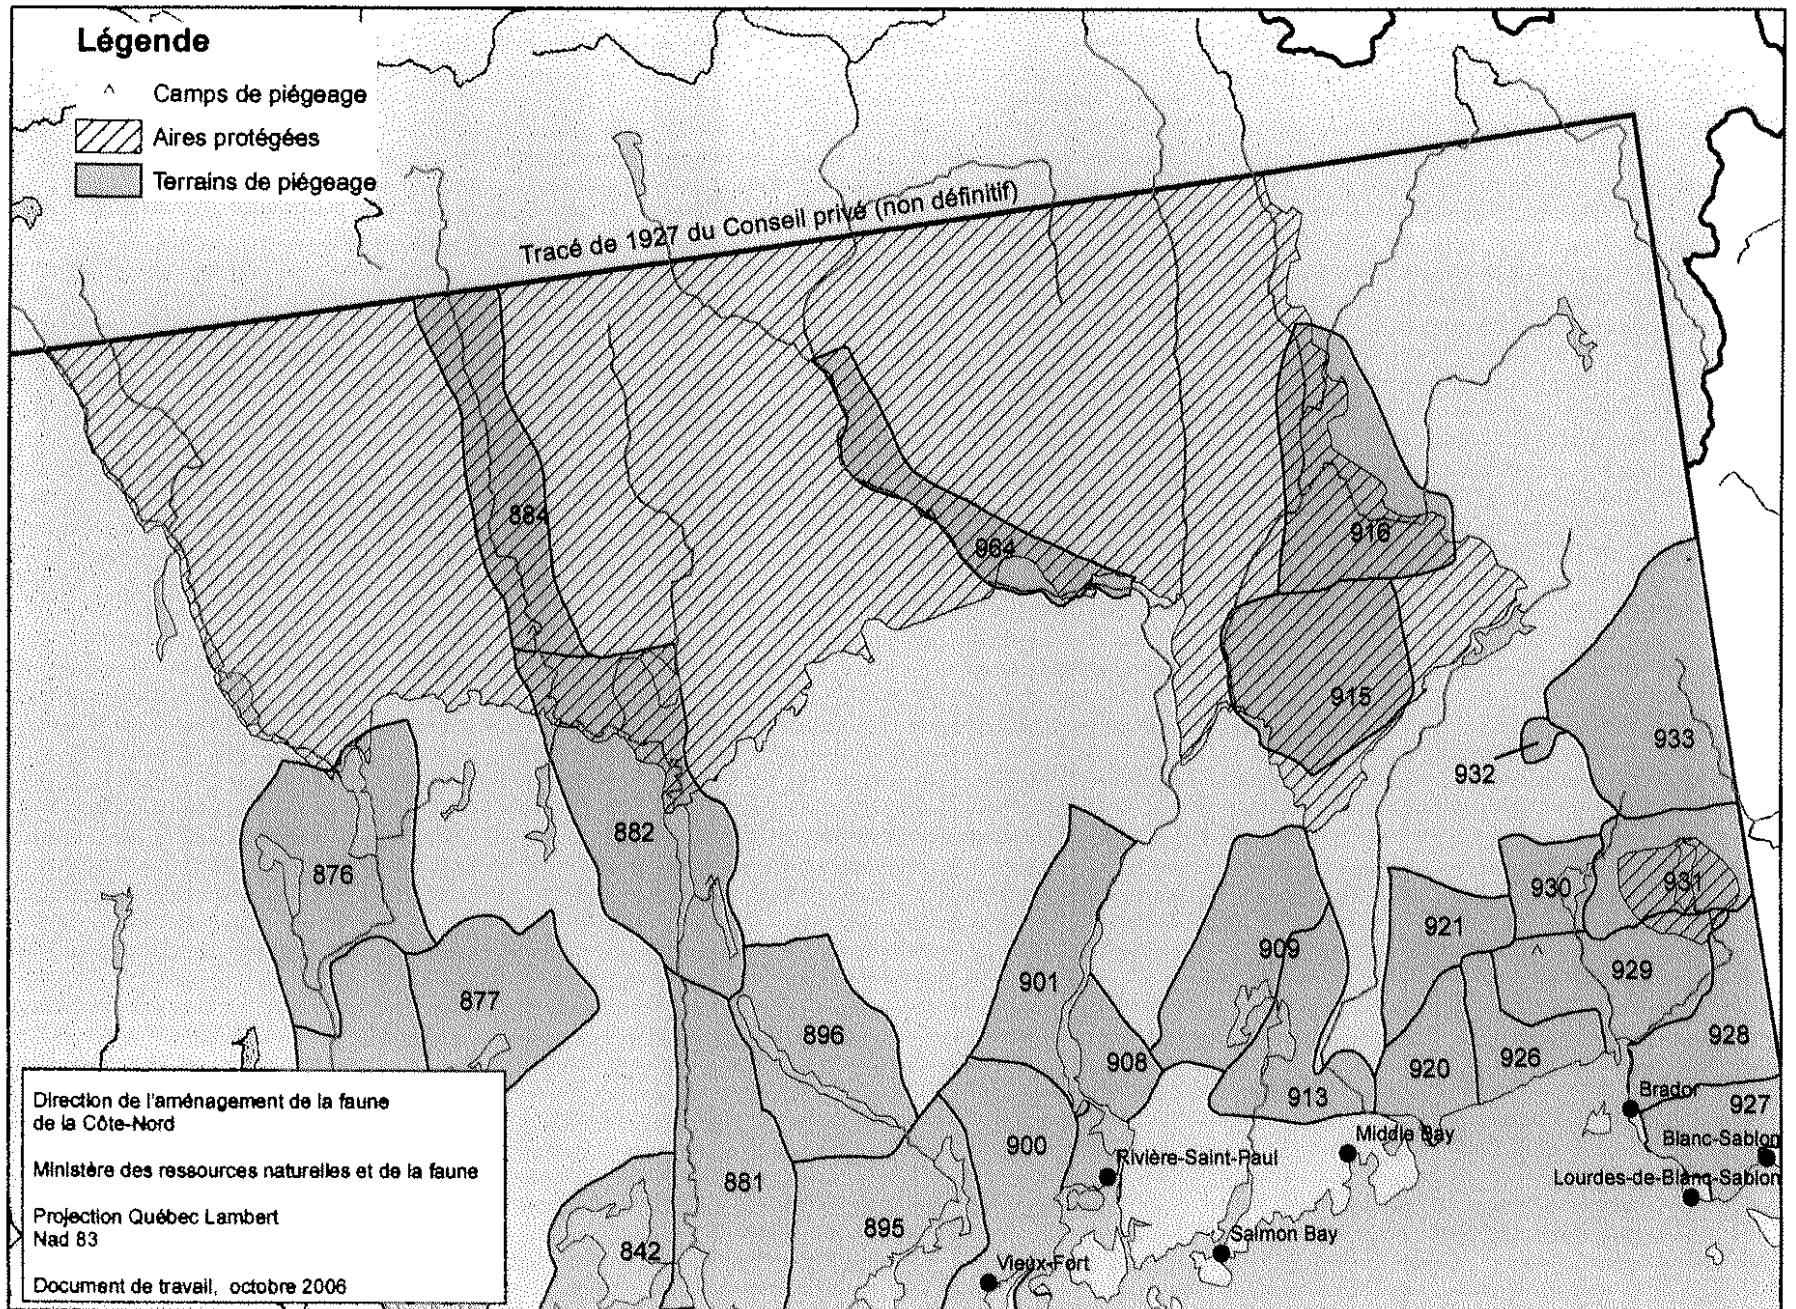 Légende
Camps de piégeage
Aires protégées
Terrains de piégeage
Tracé de 1927 du Conseil privé (non définitif)
884
964
916
915
933
932
882
876
930
931
921
909
929
901
877
896
928
908
920
926
913
Brador
927
900
Middle Bay
Blanc-Sablon
Rivière-Saint-Paul
881
Lourdes-de-Blanc-Sablon
895
842
Salmon Bay
Vieux-Fort
Direction de l'aménagement de la faune
de la Côte-Nord
Ministère des ressources naturelles et de la faune
Projection Québec Lambert
Nad 83
Document de travail, octobre 2006